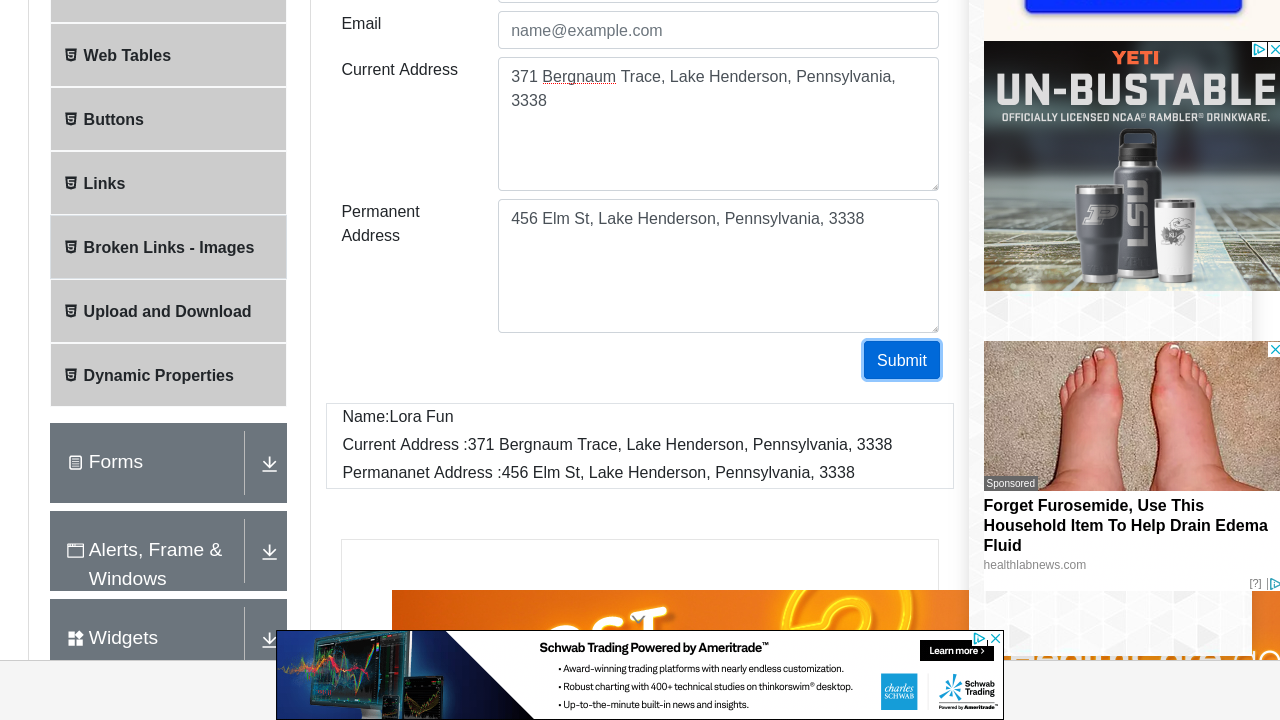 Email
name@example.com
Web Tables
Current Address
371 Bergnaum Trace, Lake Henderson, Pennsylvania,
3338
Buttons
Links
Permanent
Address
456 Elm St, Lake Henderson, Pennsylvania, 3338
Broken Links - Images
Upload and Download
Submit
Dynamic Properties
Name:Lora Fun
Current Address :371 Bergnaum Trace, Lake Henderson, Pennsylvania, 3338
Permananet Address :456 Elm St, Lake Henderson, Pennsylvania, 3338
Forms
Alerts, Frame &
Windows
Widgets
YETI
UN-BUSTABLE
OFFICIALLY LICENSED NCAA® RAMBLER® DRINKWARE.
LSU
Sponsored
Forget Furosemide, Use This
Household Item To Help Drain Edema
Fluid
healthlabnews.com
[?]
Schwab Trading Powered by Ameritrade™
• Award-winning trading platforms with nearly endless customization.
• Robust charting with 400+ technical studies on thinkorswim® desktop.
• Up-to-the-minute built-in news and insights.
Learn more >
charles
SCHWAB
Schwab
Trading
Powered by Ameritrade™